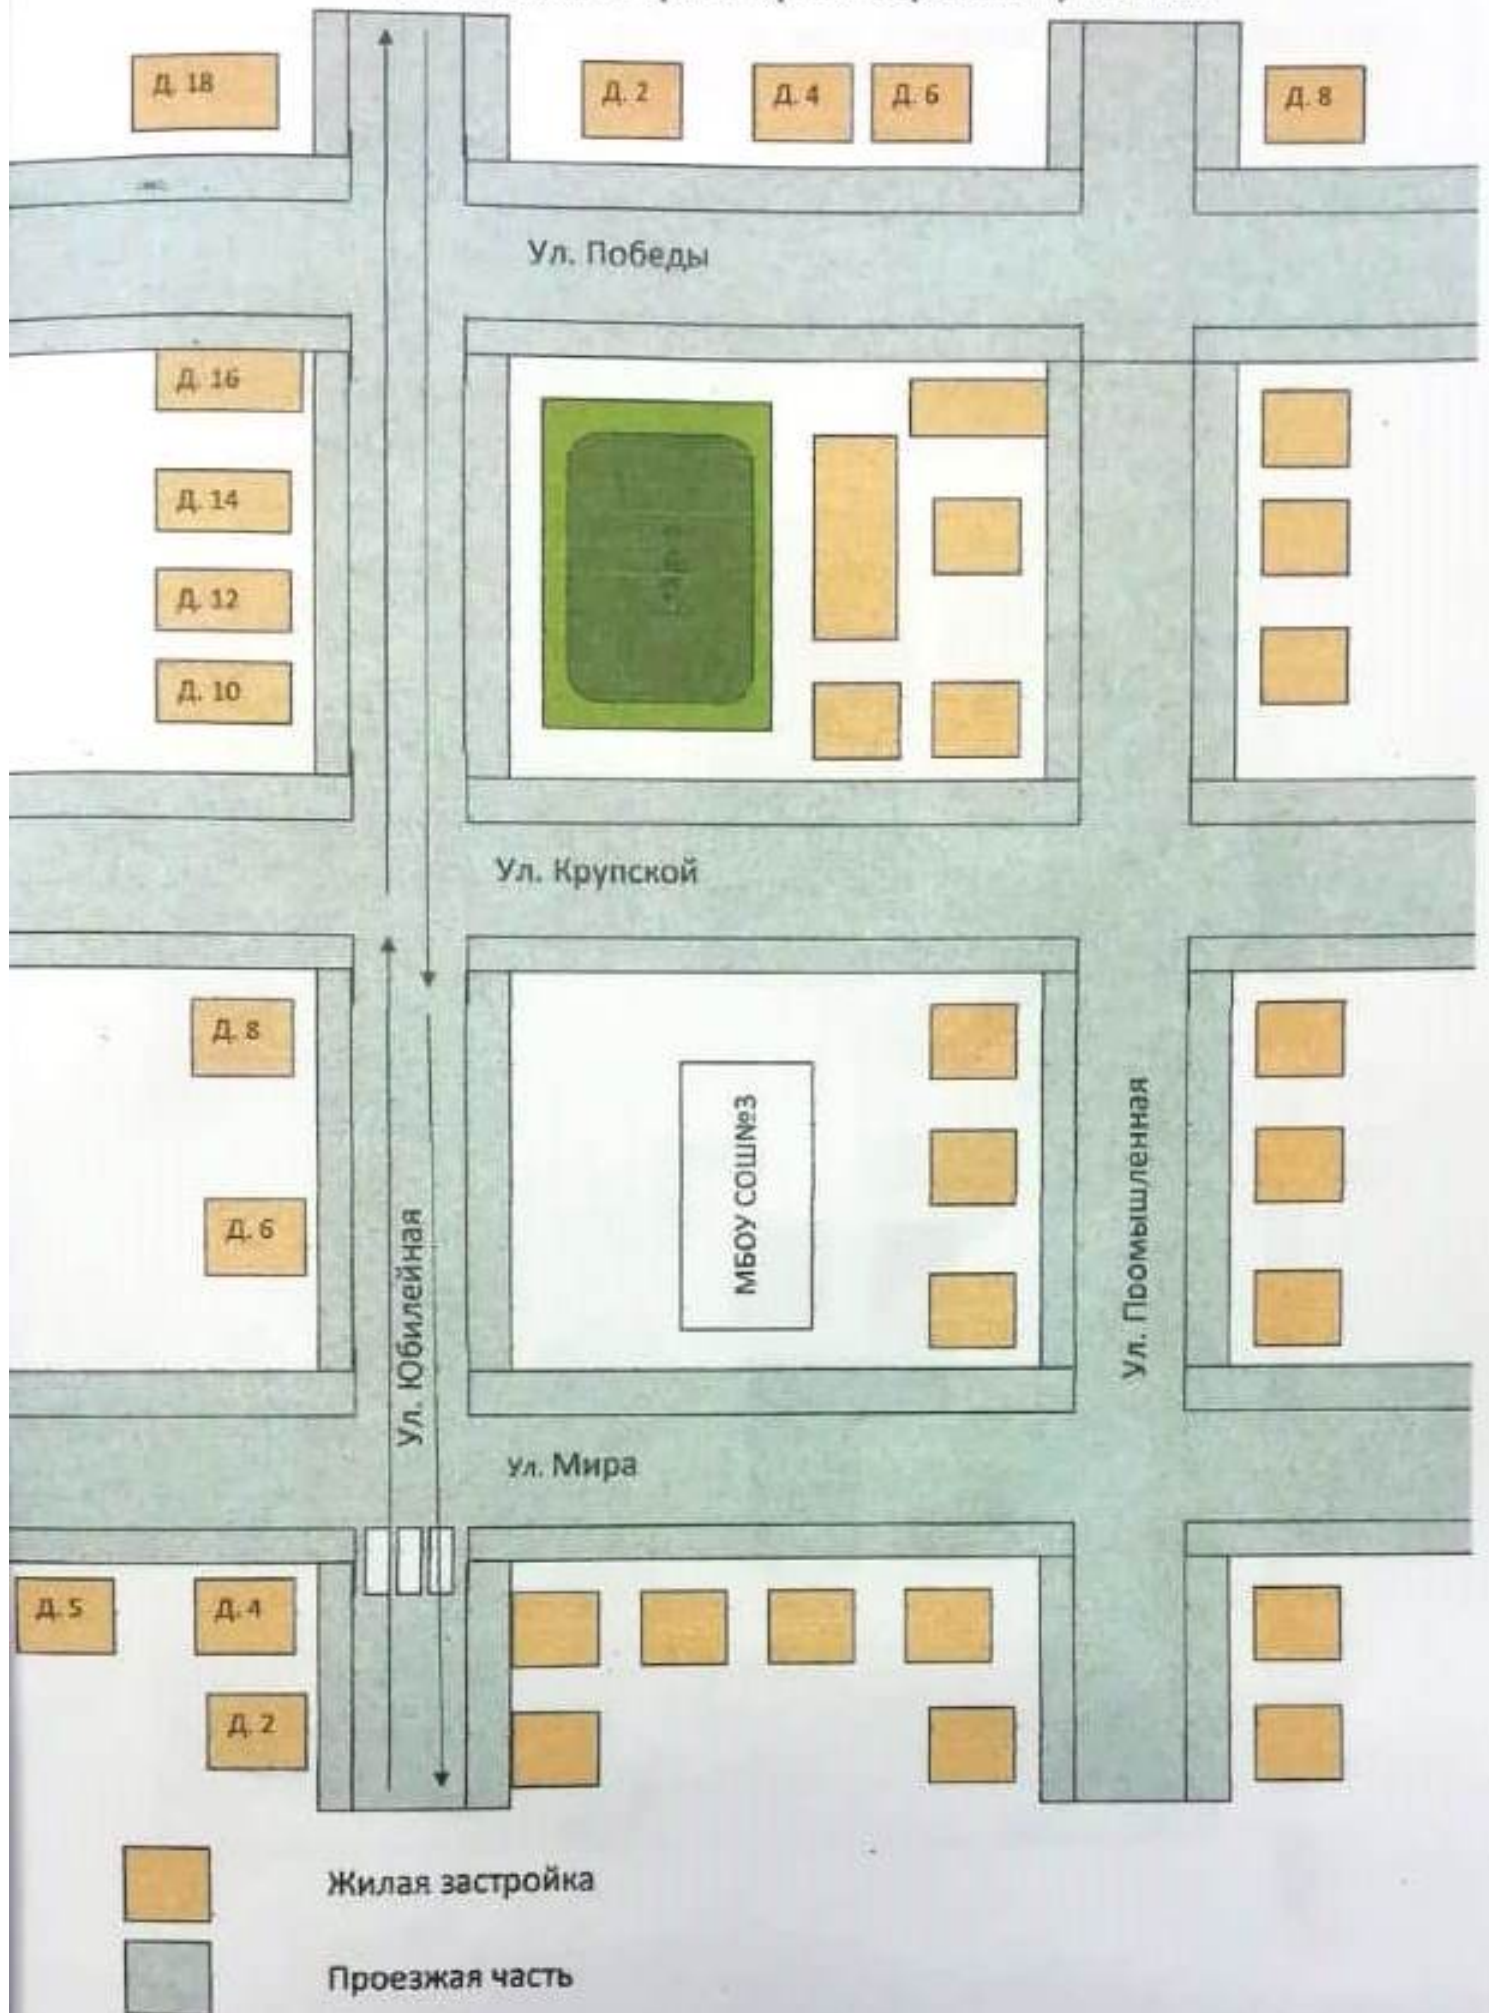 Д. 18
Д. 2
Д. 4
Д. 6
Д. 8
Ул. Победы
Д. 16
Д. 14
Д. 12
Д. 10
Ул. Крупской
Д. 8
Д. 6
МБОУ СОШ№3
Ул. Юбилейная
Ул. Промышленная
Ул. Мира
Д. 5
Д. 4
Д. 2
Жилая застройка
Проезжая часть